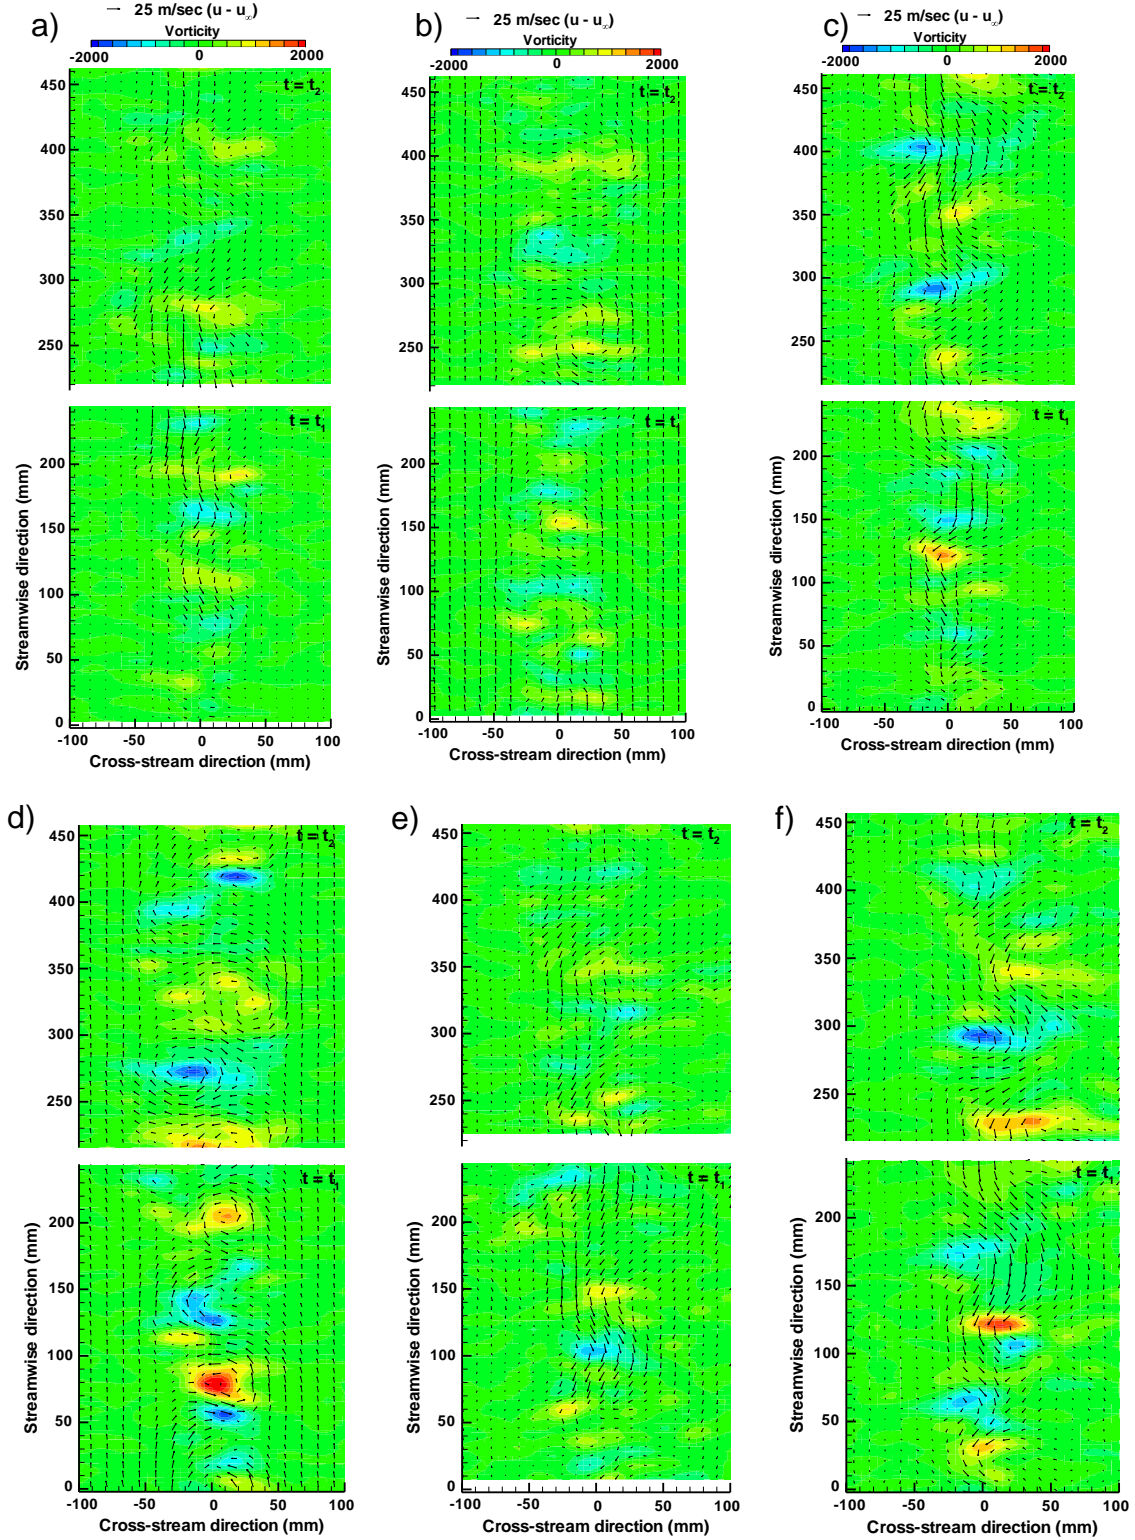 a)
25 m/sec (u - u∞)
Vorticity
-2000 0 2000
t = t2
450
400
350
300
250
t = t1
200
150
100
50
0
-100 -50 0 50 100
Streamwise direction (mm)
Cross-stream direction (mm)
b)
25 m/sec (u - u∞)
Vorticity
-2000 0 2000
t = t2
450
400
350
300
250
t = t
200
150
100
50
0
-100 -50 0 50 100
Streamwise direction (mm)
Cross-stream direction (mm)
c)
25 m/sec (u - u∞)
Vorticity
-2000 0 2000
t = t2
450
400
350
300
250
t = t1
200
150
100
50
0
-100 -50 0 50 100
Streamwise direction (mm)
Cross-stream direction (mm)
d)
t = t2
450
400
350
300
250
t = t1
200
150
100
50
0
-100 -50 0 50 100
Streamwise direction (mm)
Cross-stream direction (mm)
e)
t = t2
450
400
350
300
250
t = t1
200
150
100
50
0
-100 -50 0 50 100
Streamwise direction (mm)
Cross-stream direction (mm)
f)
t = t2
450
400
350
300
250
t = t1
200
150
100
50
0
-100 -50 0 50 100
Streamwise direction (mm)
Cross-stream direction (mm)